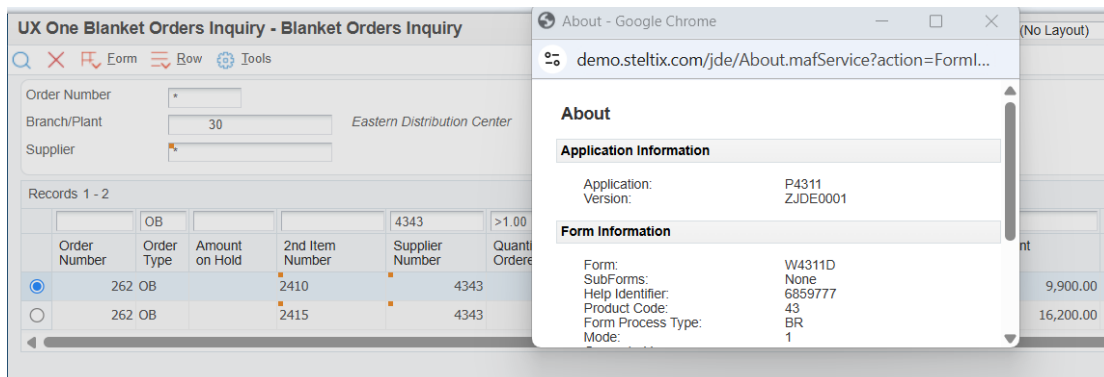 UX One Blanket Orders Inquiry - Blanket Orders Inquiry
Form Row Tools
Order Number *
Branch/Plant 30 Eastern Distribution Center
Supplier *
Records 1 - 2
OB 4343 >1.00
Order Number Order Type Amount on Hold 2nd Item Number Supplier Number Quanti Ordere nt
262 OB 2410 4343 9,900.00
262 OB 2415 4343 16,200.00
(No Layout)
About - Google Chrome
demo.steltix.com/jde/About.mafService?action=FormI...
About
Application Information
Application: P4311
Version: ZJDE0001
Form Information
Form: W4311D
SubForms: None
Help Identifier: 6859777
Product Code: 43
Form Process Type: BR
Mode: 1